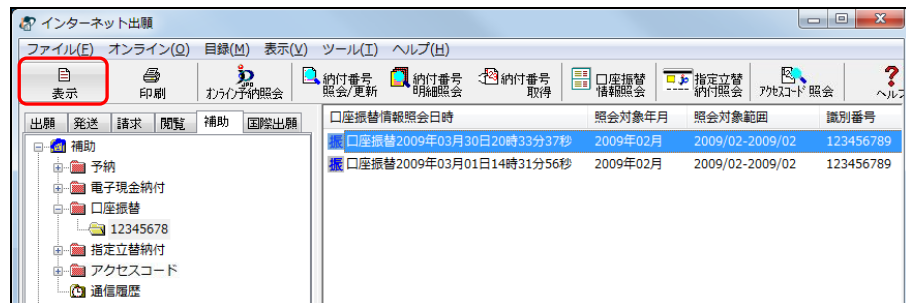 インターネット出願
ファイル(F) オンライン(O) 目録(M) 表示(V) ツール(T) ヘルプ(H)
表示 印刷 オンライン予納照会 納付番号照会/更新 納付番号明細照会 納付番号取得 口座振替情報照会 指定立替納付照会 アクセスコード照会 ヘルプ
出願 発送 請求 閲覧 補助 国際出願
口座振替情報照会日時 照会対象年月 照会対象範囲 識別番号
補助
振 口座振替2009年03月30日20時33分37秒 2009年02月 2009/02-2009/02 123456789
予納
振 口座振替2009年03月01日14時31分56秒 2009年02月 2009/02-2009/02 123456789
電子現金納付
口座振替
12345678
指定立替納付
アクセスコード
通信履歴